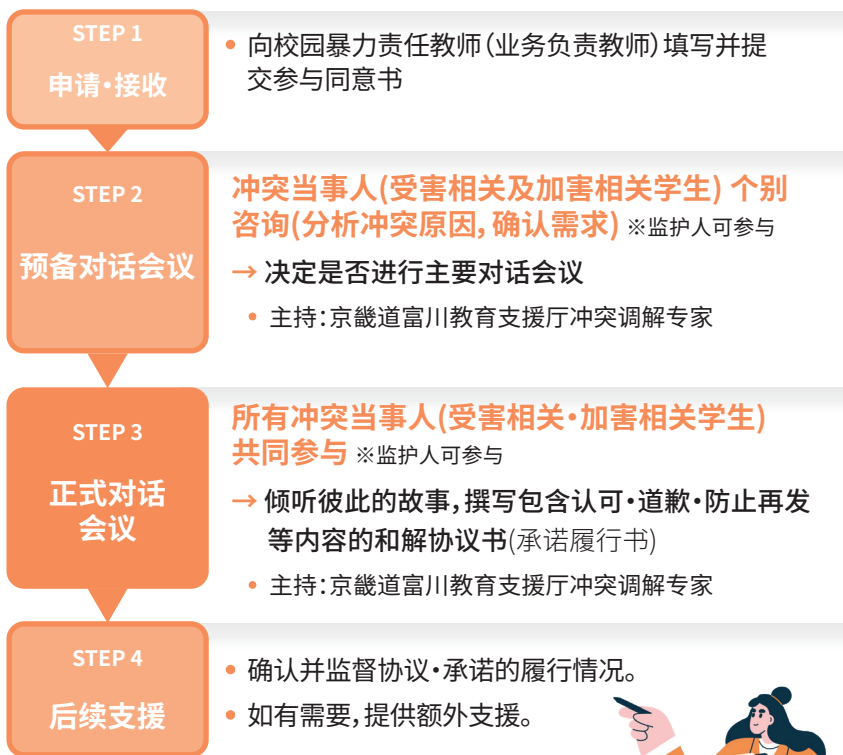 STEP 1
申请·接收
• 向校园暴力责任教师(业务负责教师)填写并提
交参与同意书
STEP 2
预备对话会议
冲突当事人(受害相关及加害相关学生) 个别
咨询(分析冲突原因,确认需求) ※监护人可参与
→ 决定是否进行主要对话会议
• 主持:京畿道富川教育支援厅冲突调解专家
STEP 3
正式对话
会议
所有冲突当事人(受害相关·加害相关学生)
共同参与 ※监护人可参与
→ 倾听彼此的故事,撰写包含认可·道歉·防止再发
等内容的和解协议书(承诺履行书)
• 主持:京畿道富川教育支援厅冲突调解专家
STEP 4
后续支援
• 确认并监督协议·承诺的履行情况。
• 如有需要,提供额外支援。